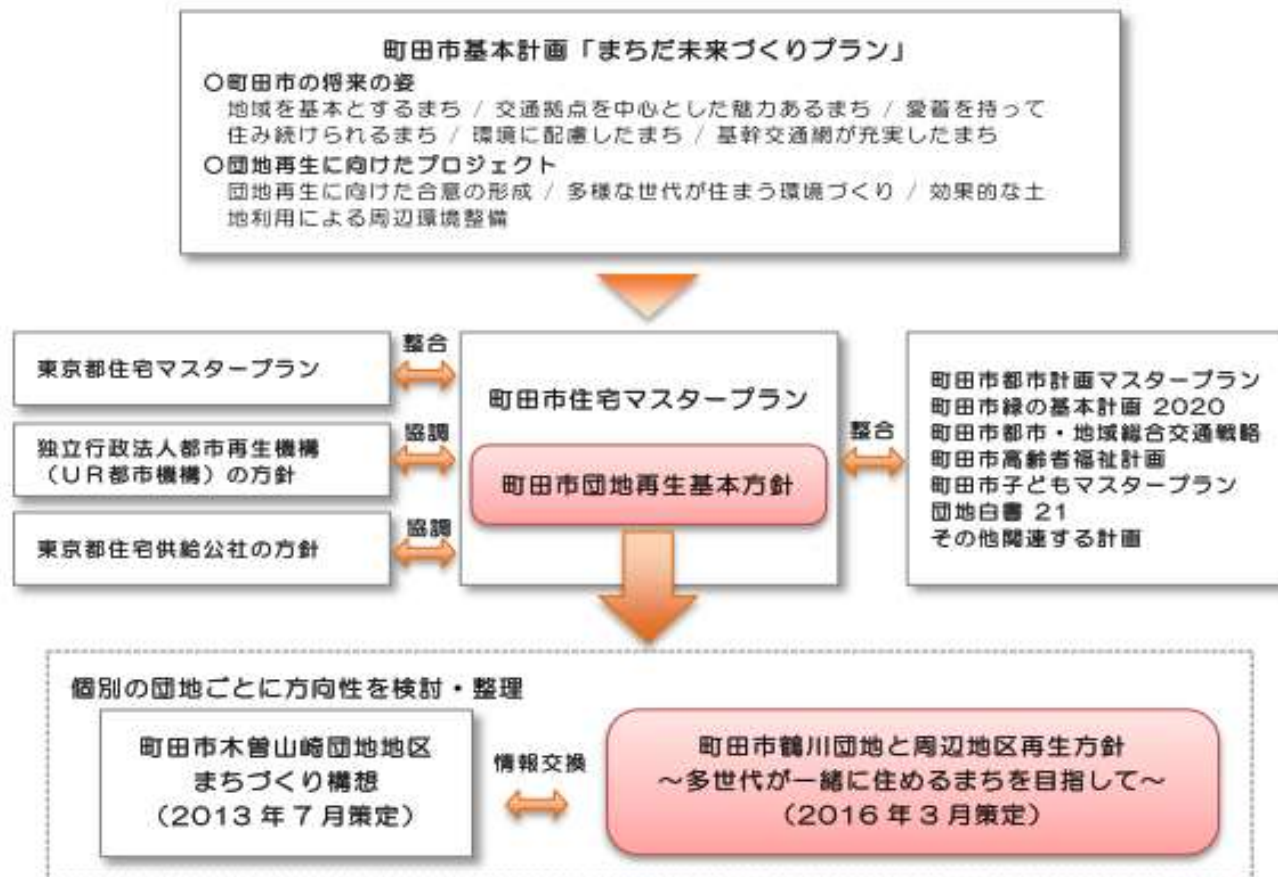 町田市基本計画「まちだ未来づくりプラン」
○町田市の将来の姿
地域を基本とするまち / 交通拠点を中心とした魅力あるまち / 愛着を持って
住み続けられるまち / 環境に配慮したまち / 基幹交通網が充実したまち
○団地再生に向けたプロジェクト
団地再生に向けた合意の形成 / 多様な世代が住まう環境づくり / 効果的な土
地利用による周辺環境整備
東京都住宅マスタープラン
整合
独立行政法人都市再生機構
(UR都市機構)の方針
協調
東京都住宅供給公社の方針
協調
町田市住宅マスタープラン
町田市団地再生基本方針
整合
町田市都市計画マスタープラン
町田市緑の基本計画 2020
町田市都市・地域総合交通戦略
町田市高齢者福祉計画
町田市子どもマスタープラン
団地白書 21
その他関連する計画
個別の団地ごとに方向性を検討・整理
町田市木曽山崎団地地区
まちづくり構想
(2013 年 7 月策定)
情報交換
町田市鶴川団地と周辺地区再生方針
~多世代が一緒に住めるまちを目指して~
(2016 年 3 月策定)